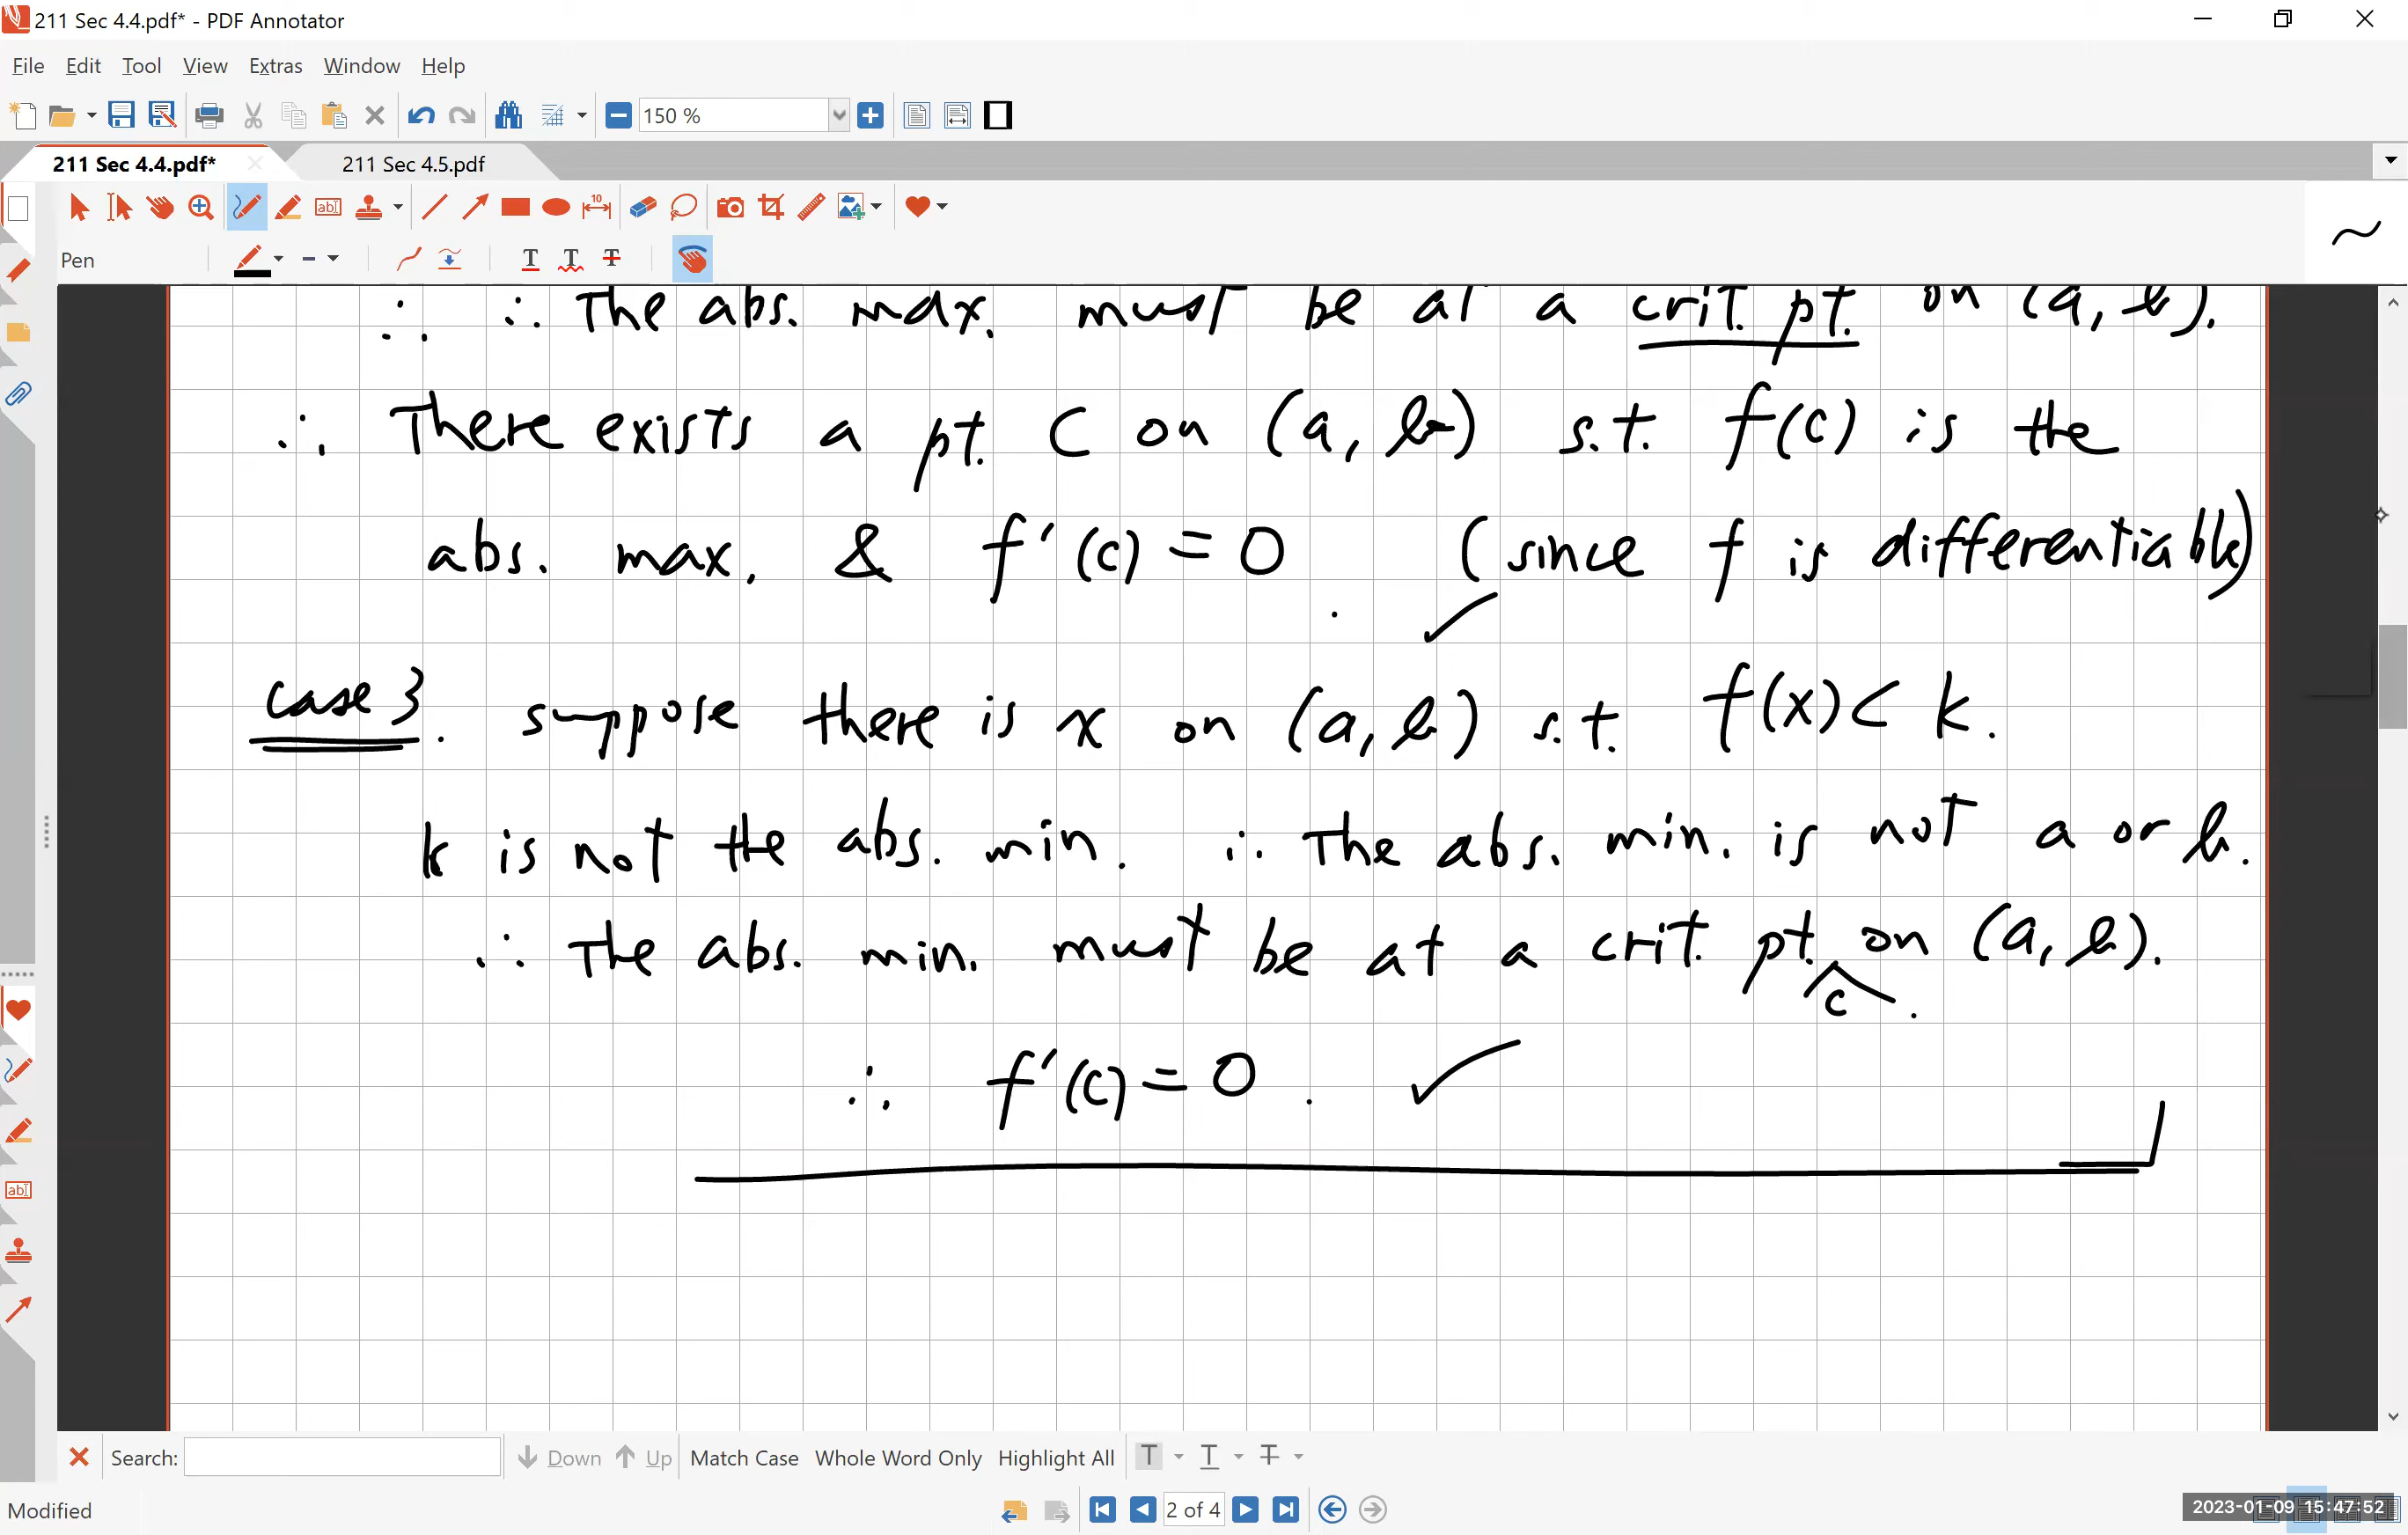 211 Sec 4.4.pdf* - PDF Annotator
File Edit Tool View Extras Window Help
150 %
211 Sec 4.4.pdf* 211 Sec 4.5.pdf
Pen
∴ ∴ The abs. max. must be at a crit. pt. on (a, b).
∴ There exists a pt. C on (a, b) s.t. f(c) is the
abs. max. & f'(c) = 0 . (since f is differentiable) ✓
case 3. suppose there is x on (a, b) s.t. f(x) < k.
k is not the abs. min. ∴ The abs. min. is not a or b.
∴ The abs. min. must be at a crit. pt. on (a, b).
c .
∴ f'(c) = 0 . ✓
Search: Down Up Match Case Whole Word Only Highlight All
Modified 2 of 4 2023-01-09 15:47:52